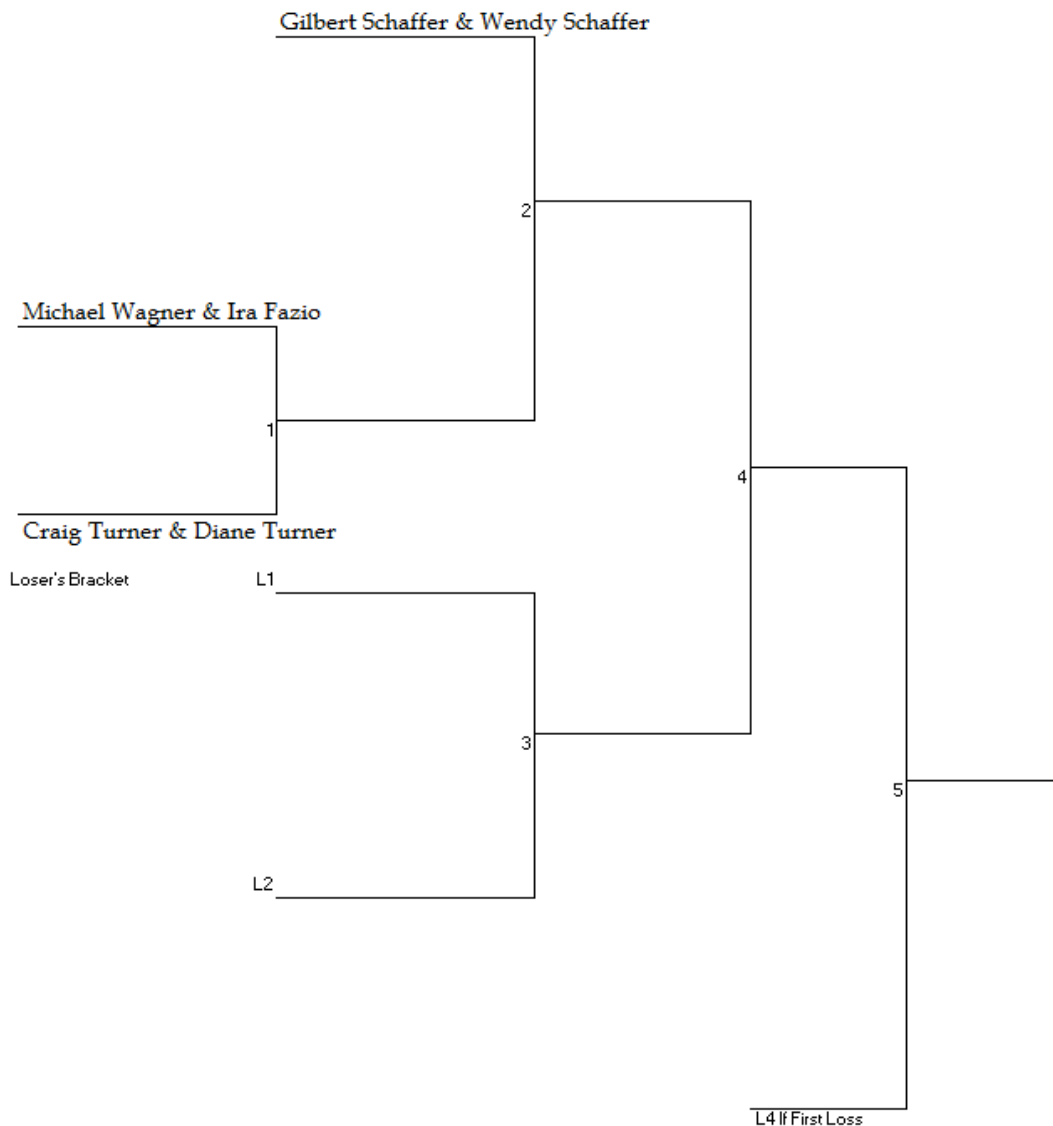 Gilbert Schaffer & Wendy Schaffer
2
Michael Wagner & Ira Fazio
1
4
Craig Turner & Diane Turner
Loser's Bracket
L1
3
5
L2
L4 If First Loss